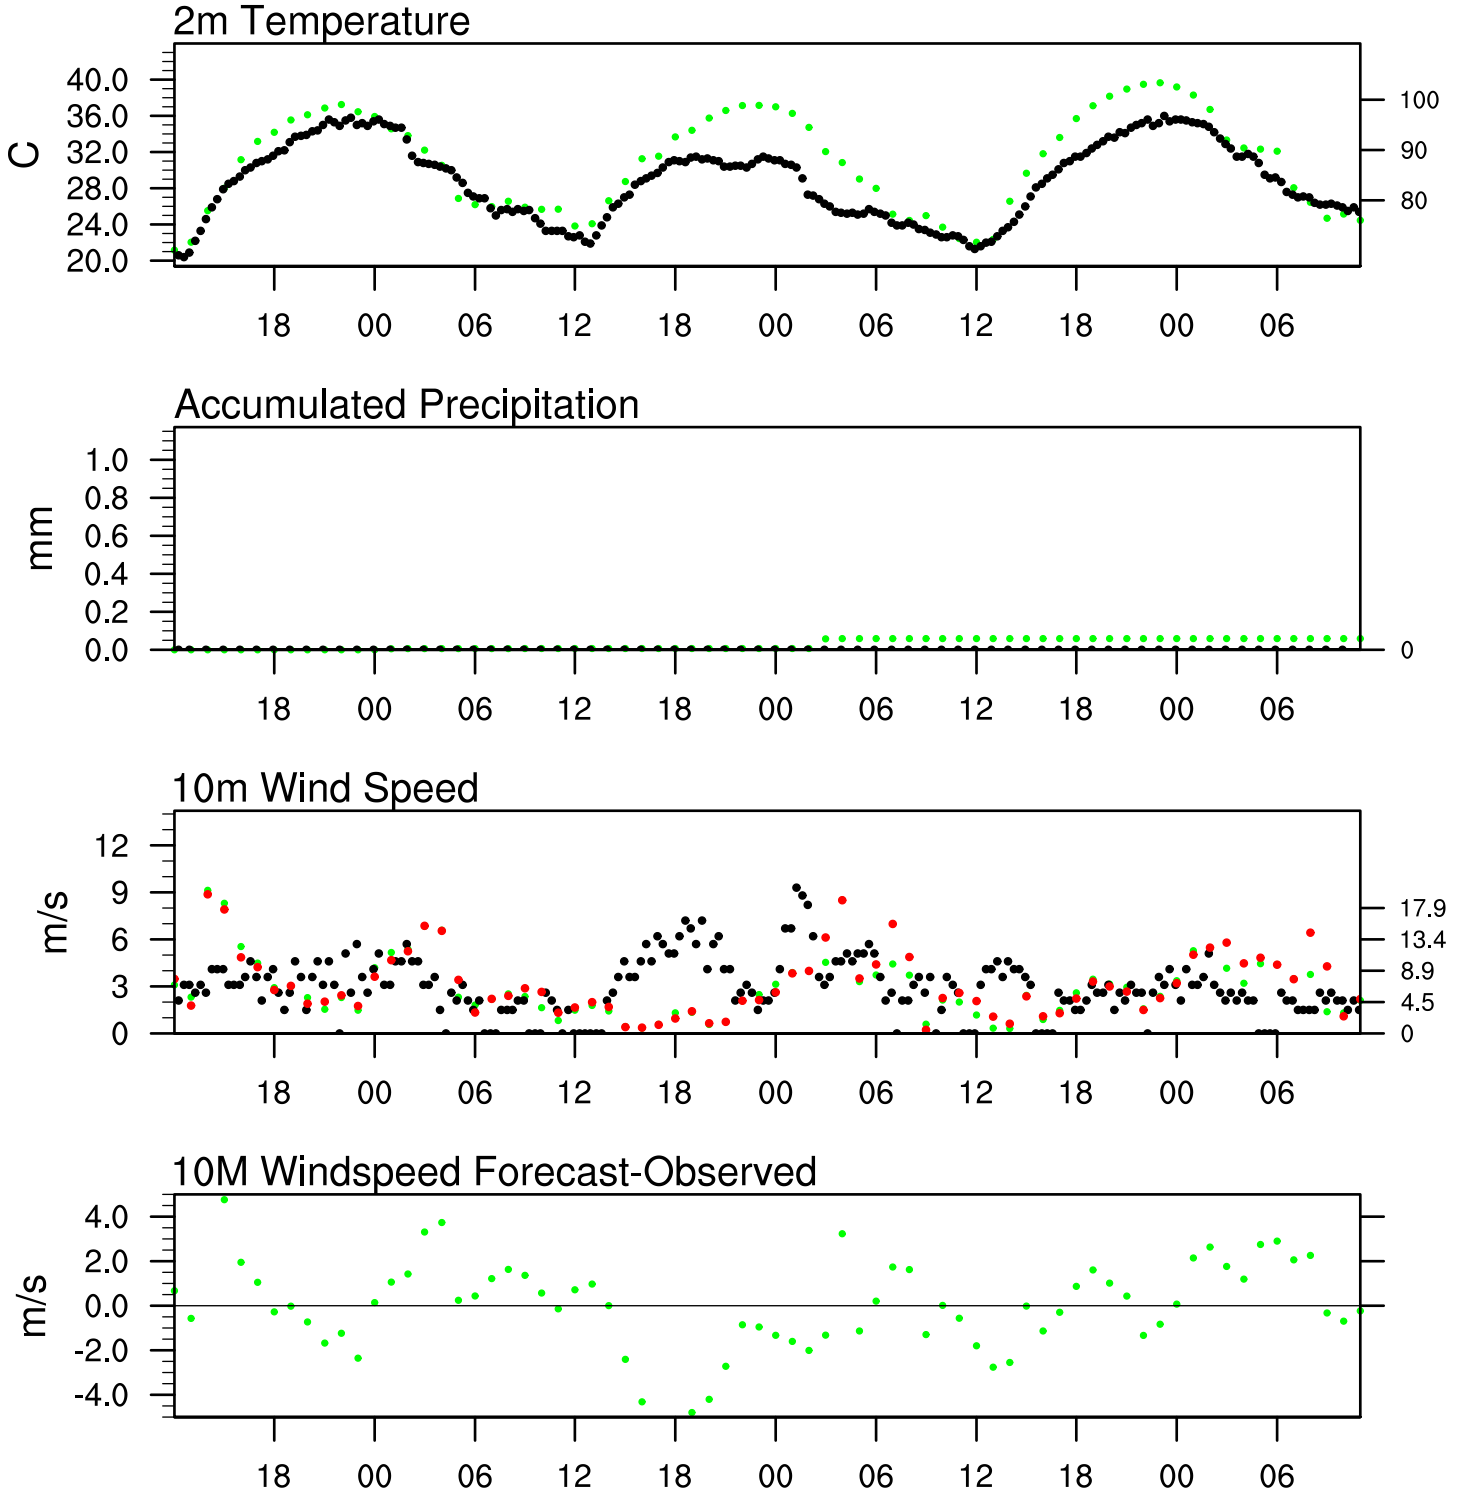 2m Temperature
C
40.0
36.0
32.0
28.0
24.0
20.0
100
90
80
18 00 06 12 18 00 06 12 18 00 06
Accumulated Precipitation
mm
1.0
0.8
0.6
0.4
0.2
0.0
0
18 00 06 12 18 00 06 12 18 00 06
10m Wind Speed
m/s
12
9
6
3
0
17.9
13.4
8.9
4.5
0
18 00 06 12 18 00 06 12 18 00 06
10M Windspeed Forecast-Observed
m/s
4.0
2.0
0.0
-2.0
-4.0
18 00 06 12 18 00 06 12 18 00 06